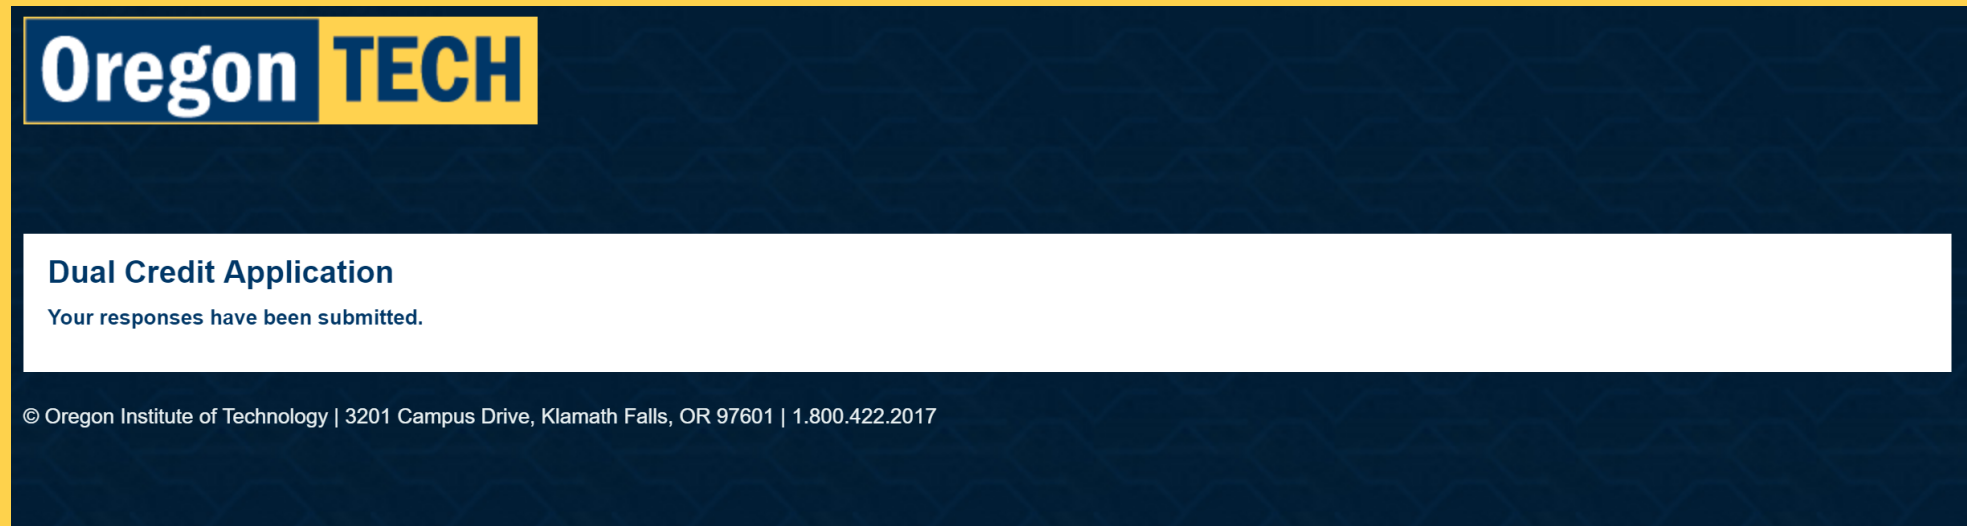 Oregon TECH
Dual Credit Application
Your responses have been submitted.
© Oregon Institute of Technology | 3201 Campus Drive, Klamath Falls, OR 97601 | 1.800.422.2017